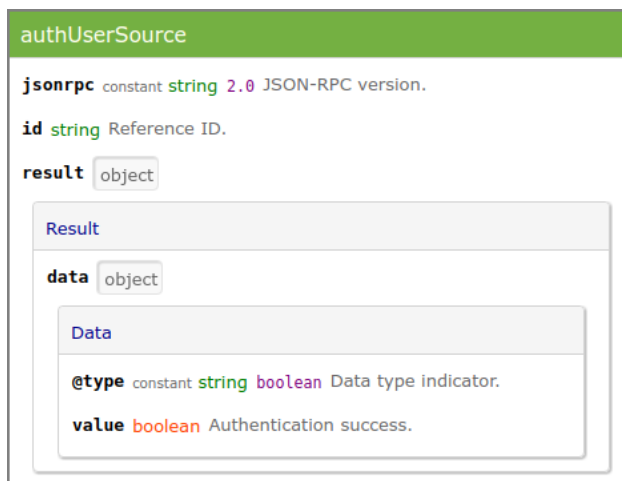 authUserSource
jsonrpc constant string 2.0 JSON-RPC version.
id string Reference ID.
result object
Result
data object
Data
@type constant string boolean Data type indicator.
value boolean Authentication success.